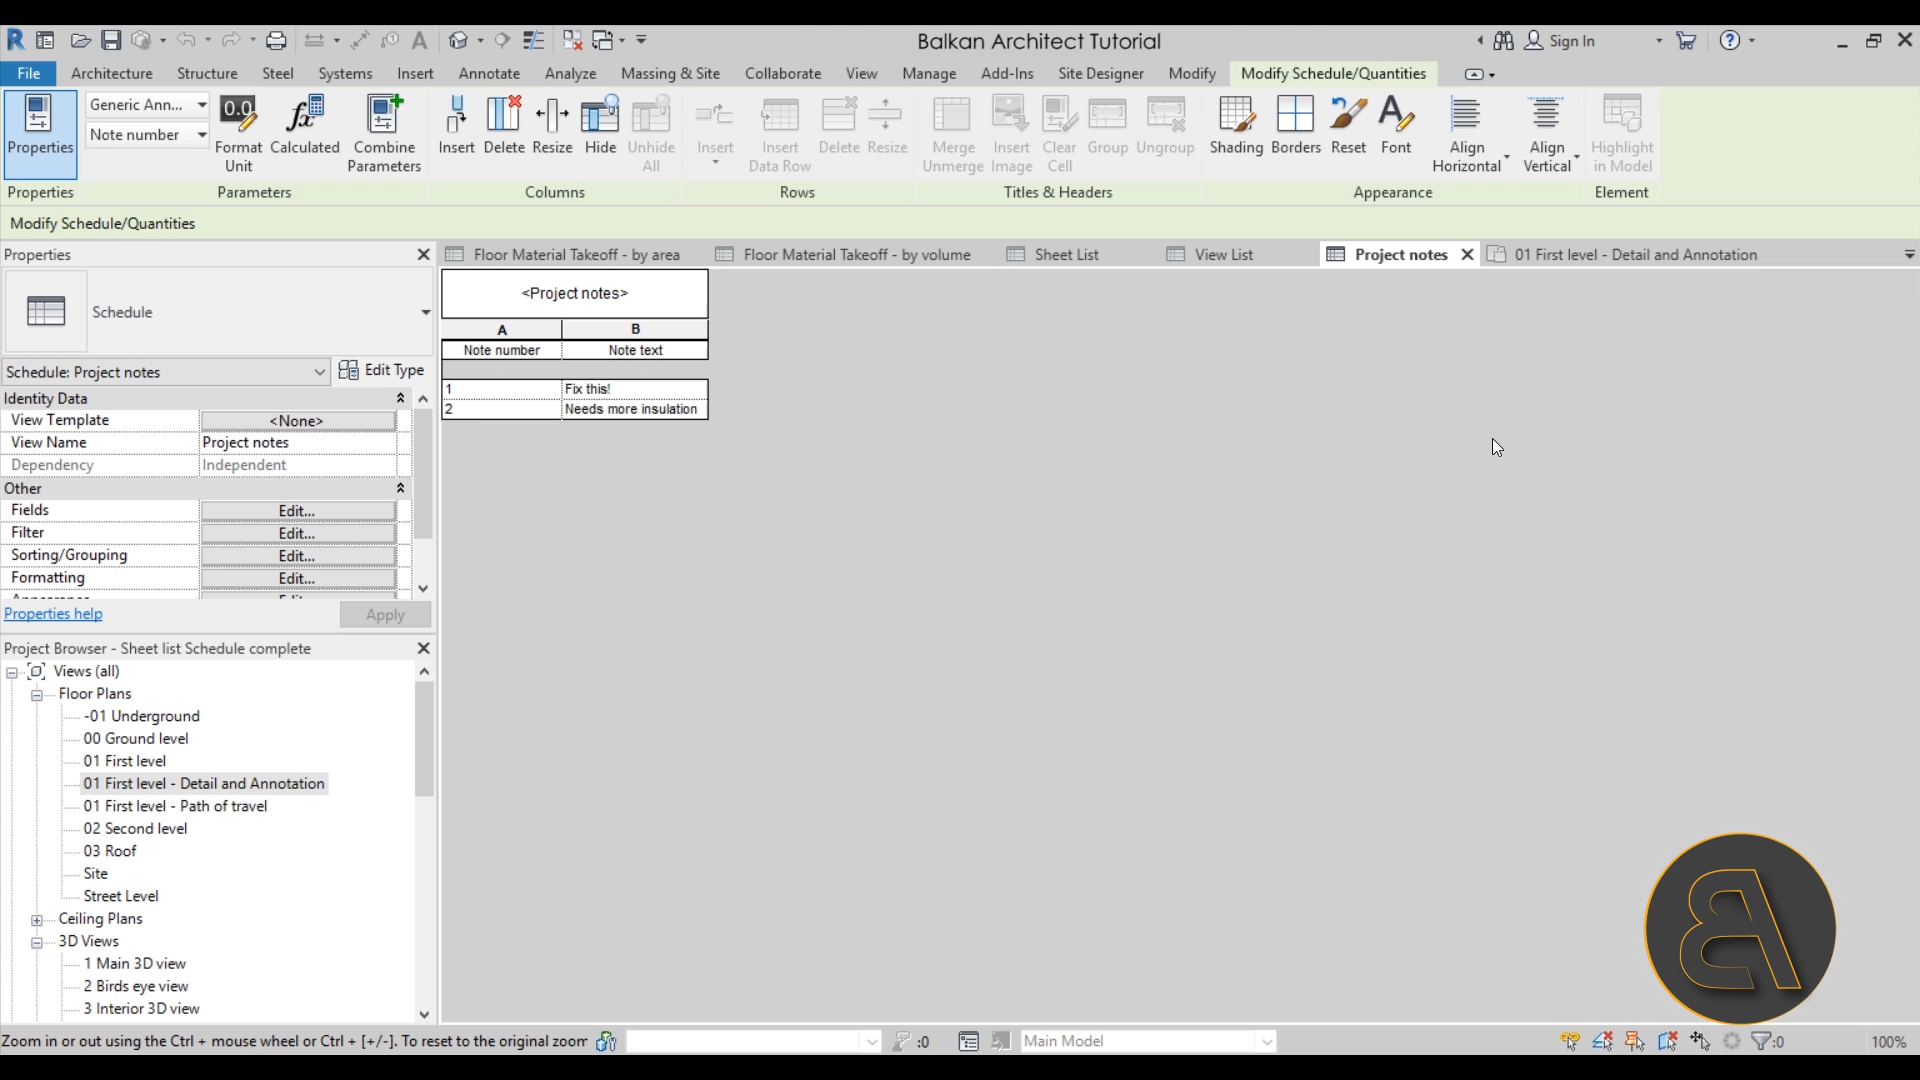 Balkan Architect Tutorial
Sign In
File Architecture Structure Steel Systems Insert Annotate Analyze Massing & Site Collaborate View Manage Add-Ins Site Designer Modify Modify Schedule/Quantities
Properties
Generic Ann...
Note number
0.0
Format Unit
fx
Calculated
Combine Parameters
Insert
Delete
Resize
Hide
Unhide All
Insert
Insert Data Row
Delete
Resize
Merge Unmerge
Insert Image
Clear Cell
Group
Ungroup
Shading
Borders
Reset
Font
Align Horizontal
Align Vertical
Highlight in Model
Properties Parameters Columns Rows Titles & Headers Appearance Element
Modify Schedule/Quantities
Properties
Floor Material Takeoff - by area
Floor Material Takeoff - by volume
Sheet List
View List
Project notes
01 First level - Detail and Annotation
Schedule
Schedule: Project notes
Edit Type
Identity Data
View Template <None>
View Name Project notes
Dependency Independent
Other
Fields Edit...
Filter Edit...
Sorting/Grouping Edit...
Formatting Edit...
Properties help
Apply
<Project notes>
A B
Note number Note text
1 Fix this!
2 Needs more insulation
Project Browser - Sheet list Schedule complete
Views (all)
Floor Plans
-01 Underground
00 Ground level
01 First level
01 First level - Detail and Annotation
01 First level - Path of travel
02 Second level
03 Roof
Site
Street Level
Ceiling Plans
3D Views
1 Main 3D view
2 Birds eye view
3 Interior 3D view
Zoom in or out using the Ctrl + mouse wheel or Ctrl + [+/-]. To reset to the original zoom
:0
Main Model
:0
100%